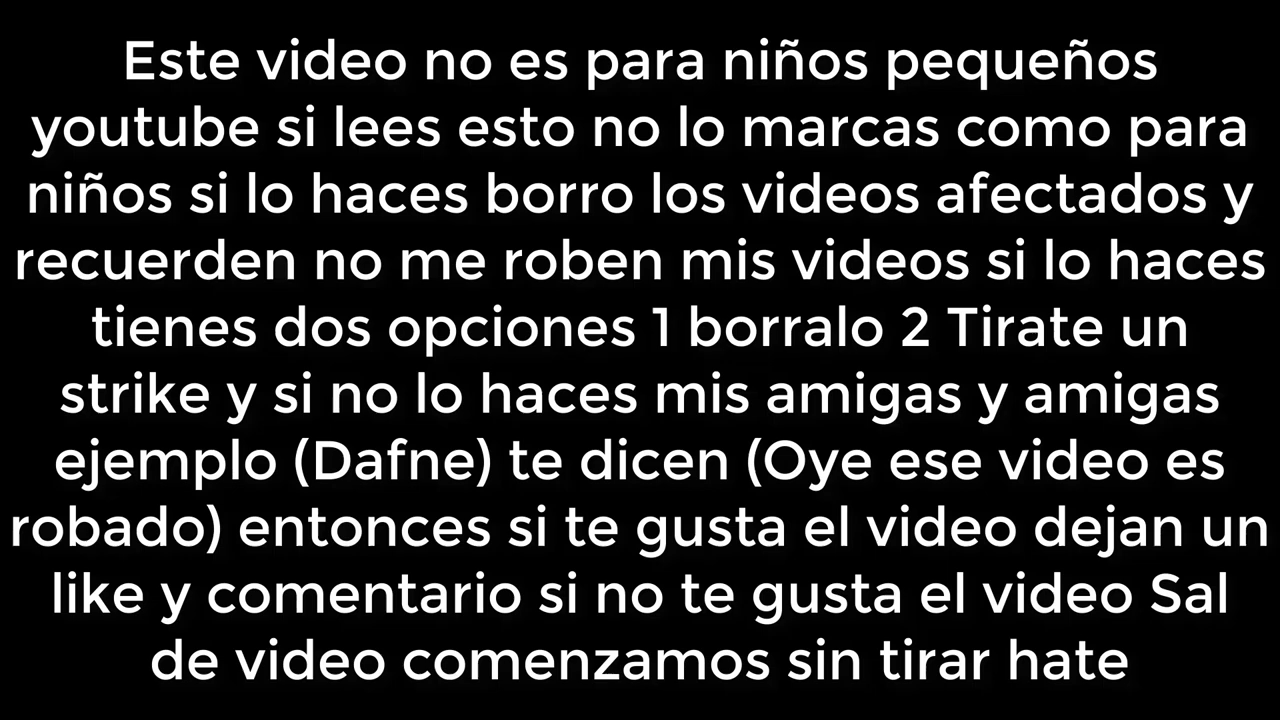 Este video no es para niños pequeños
youtube si lees esto no lo marcas como para
niños si lo haces borro los videos afectados y
recuerden no me roben mis videos si lo haces
tienes dos opciones 1 borralo 2 Tirate un
strike y si no lo haces mis amigas y amigas
ejemplo (Dafne) te dicen (Oye ese video es
robado) entonces si te gusta el video dejan un
like y comentario si no te gusta el video Sal
de video comenzamos sin tirar hate